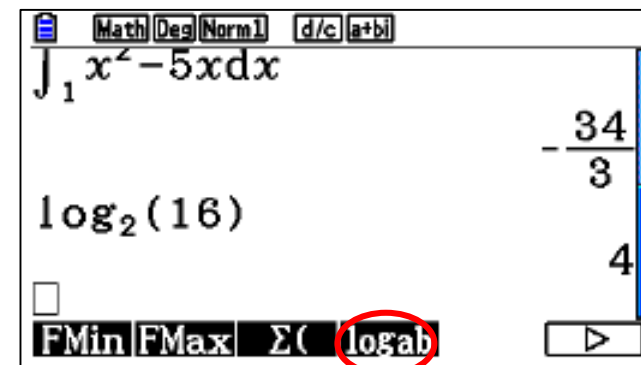 Math Deg Norm1 d/c a+bi
∫₁ x²-5xdx
-34/3
log₂(16)
4
FMin FMax Σ( logab